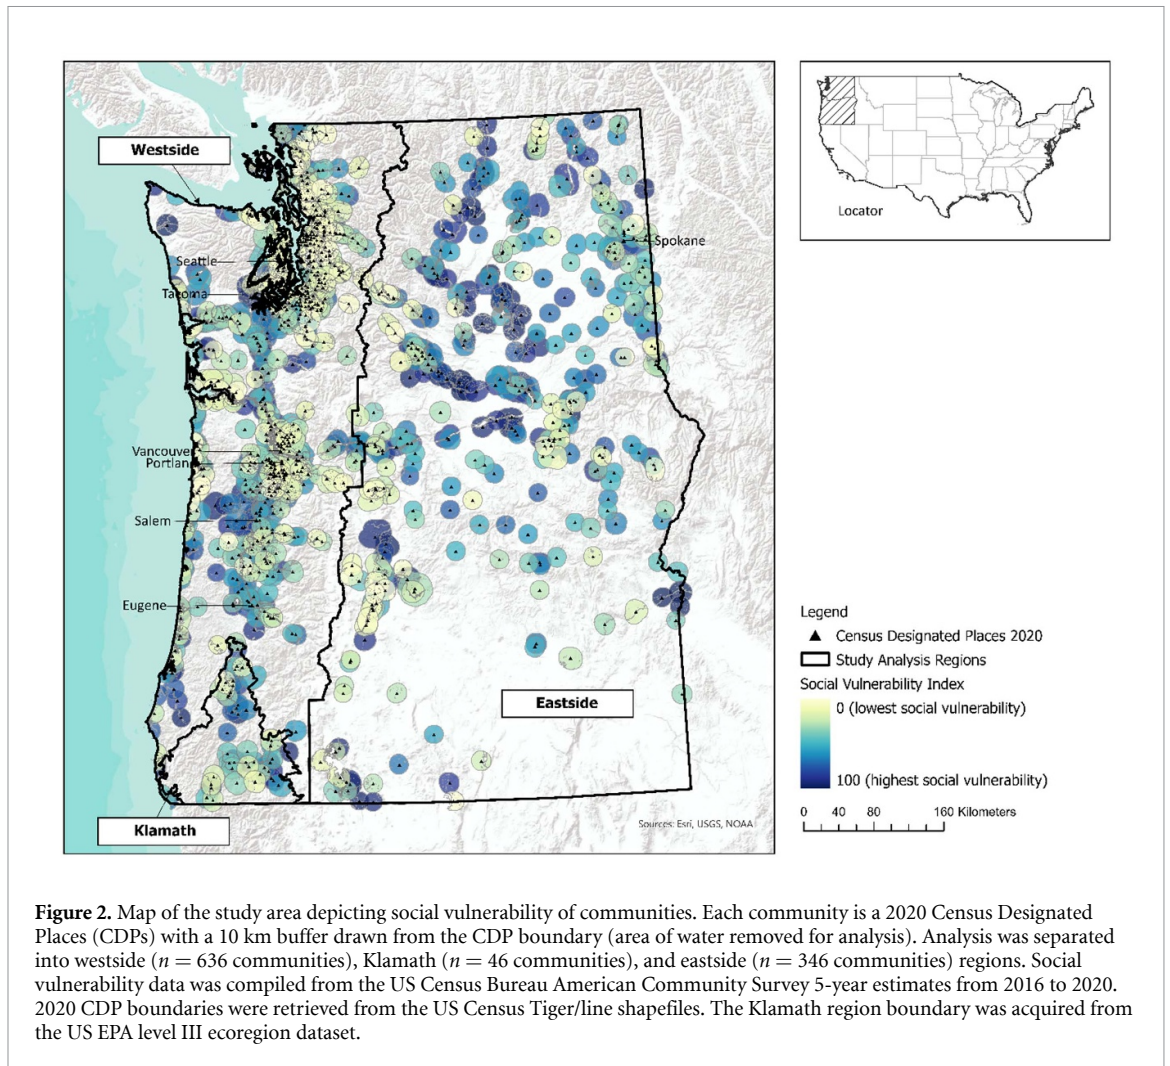 Westside
Seattle
Tacoma
Spokane
Vancouver
Portlan
Salem
Eugene
Eastside
Klamath
Sources: Esri, USGS, NOAA
Locator
Legend
Census Designated Places 2020
Study Analysis Regions
Social Vulnerability Index
0 (lowest social vulnerability)
100 (highest social vulnerability)
0 40 80 160 Kilometers
Figure 2. Map of the study area depicting social vulnerability of communities. Each community is a 2020 Census Designated
Places (CDPs) with a 10 km buffer drawn from the CDP boundary (area of water removed for analysis). Analysis was separated
into westside (n = 636 communities), Klamath (n = 46 communities), and eastside (n = 346 communities) regions. Social
vulnerability data was compiled from the US Census Bureau American Community Survey 5-year estimates from 2016 to 2020.
2020 CDP boundaries were retrieved from the US Census Tiger/line shapefiles. The Klamath region boundary was acquired from
the US EPA level III ecoregion dataset.